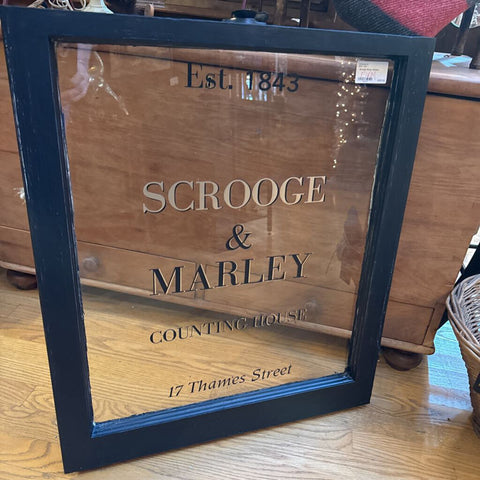 Est. 1843
SCROOGE
&
MARLEY
COUNTING HOUSE
17 Thames Street